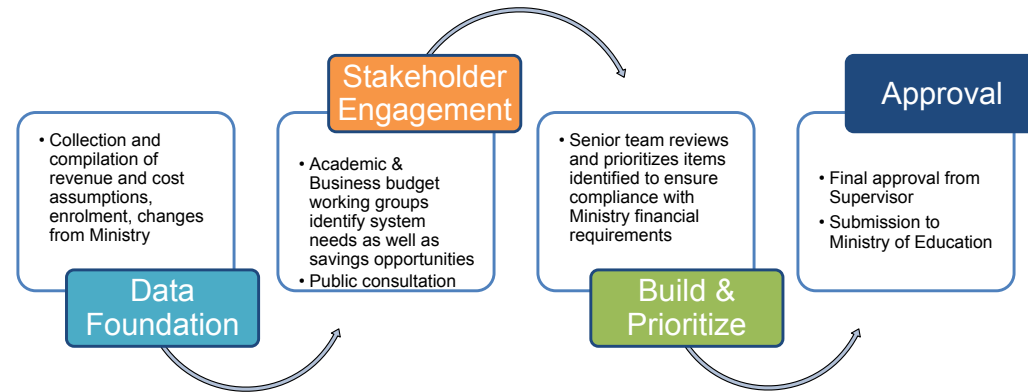 • Collection and
compilation of
revenue and cost
assumptions,
enrolment, changes
from Ministry
Data
Foundation
Stakeholder
Engagement
• Academic &
Business budget
working groups
identify system
needs as well as
savings opportunities
• Public consultation
• Senior team reviews
and prioritizes items
identified to ensure
compliance with
Ministry financial
requirements
Build &
Prioritize
Approval
• Final approval from
Supervisor
• Submission to
Ministry of Education